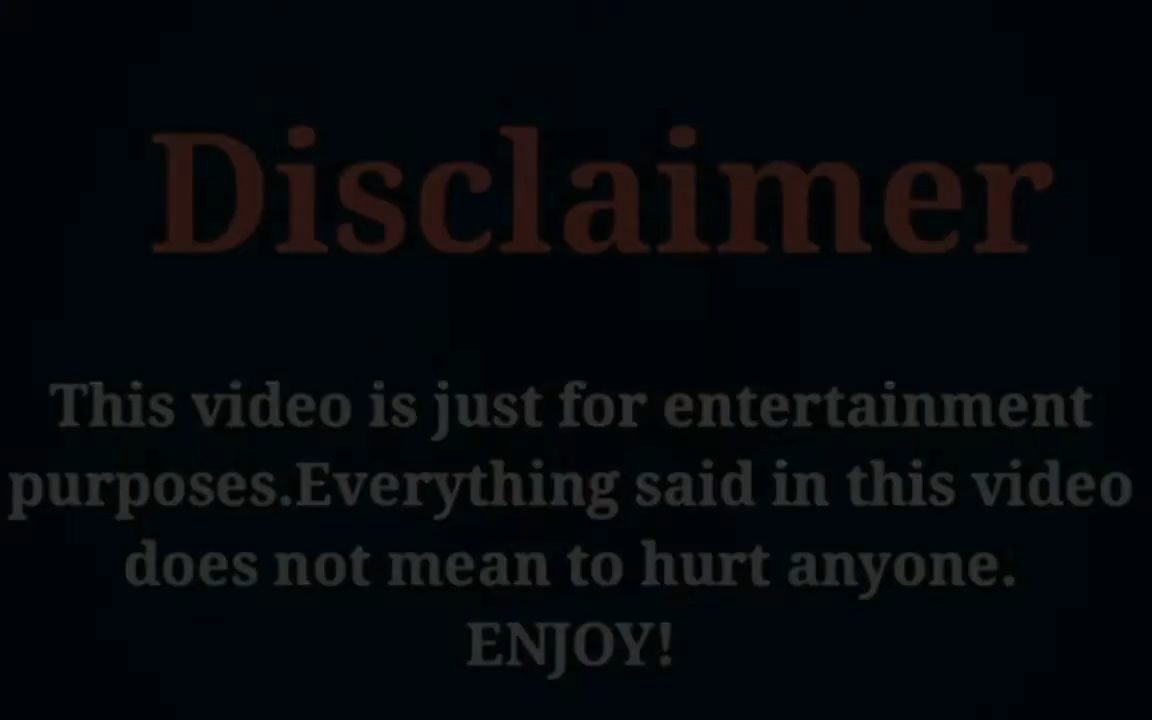 Disclaimer
This video is just for entertainment
purposes.Everything said in this video
does not mean to hurt anyone.
ENJOY!